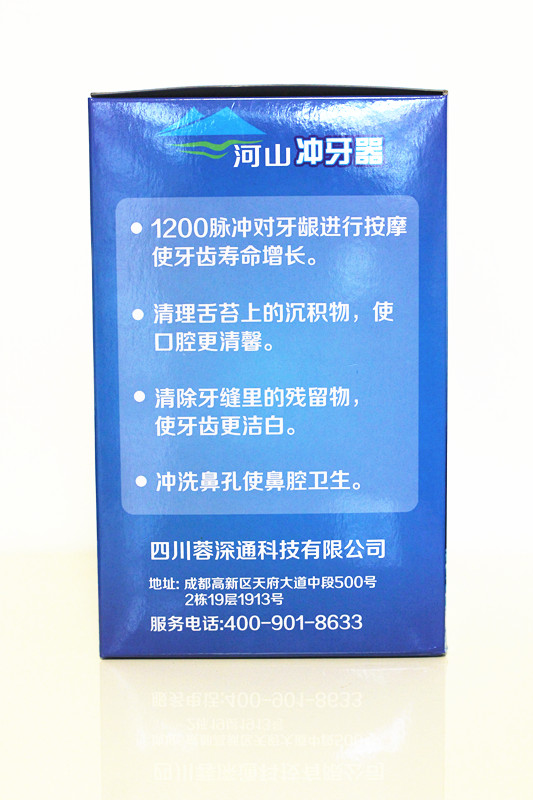 河山 冲牙器
1200脉冲对牙龈进行按摩
使牙齿寿命增长。
清理舌苔上的沉积物，使
口腔更清馨。
清除牙缝里的残留物，
使牙齿更洁白。
冲洗鼻孔使鼻腔卫生。
四川蓉深通科技有限公司
地址: 成都高新区天府大道中段500号
2栋19层1913号
服务电话:400-901-8633